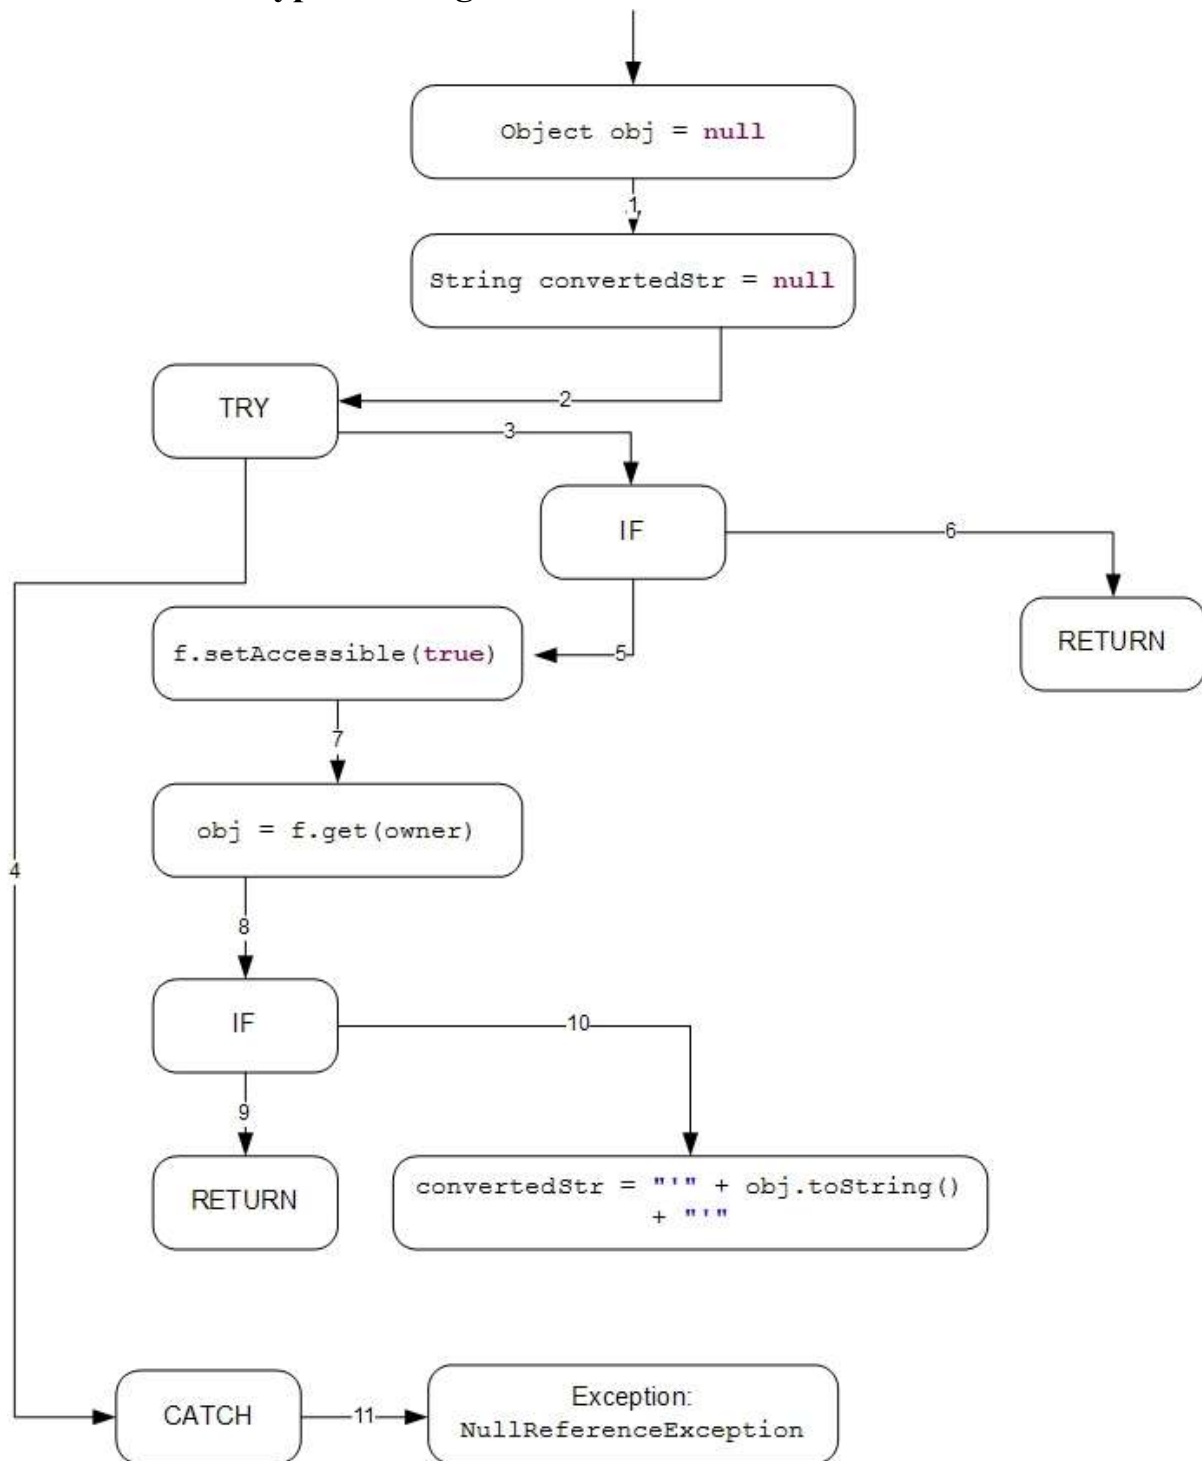 Object obj = null
1
String convertedStr = null
TRY
2
3
IF
6
f.setAccessible(true)
5
RETURN
7
obj = f.get(owner)
4
8
IF
10
9
RETURN
convertedStr = "'" + obj.toString()
+ "'"
CATCH
11
Exception:
NullReferenceException